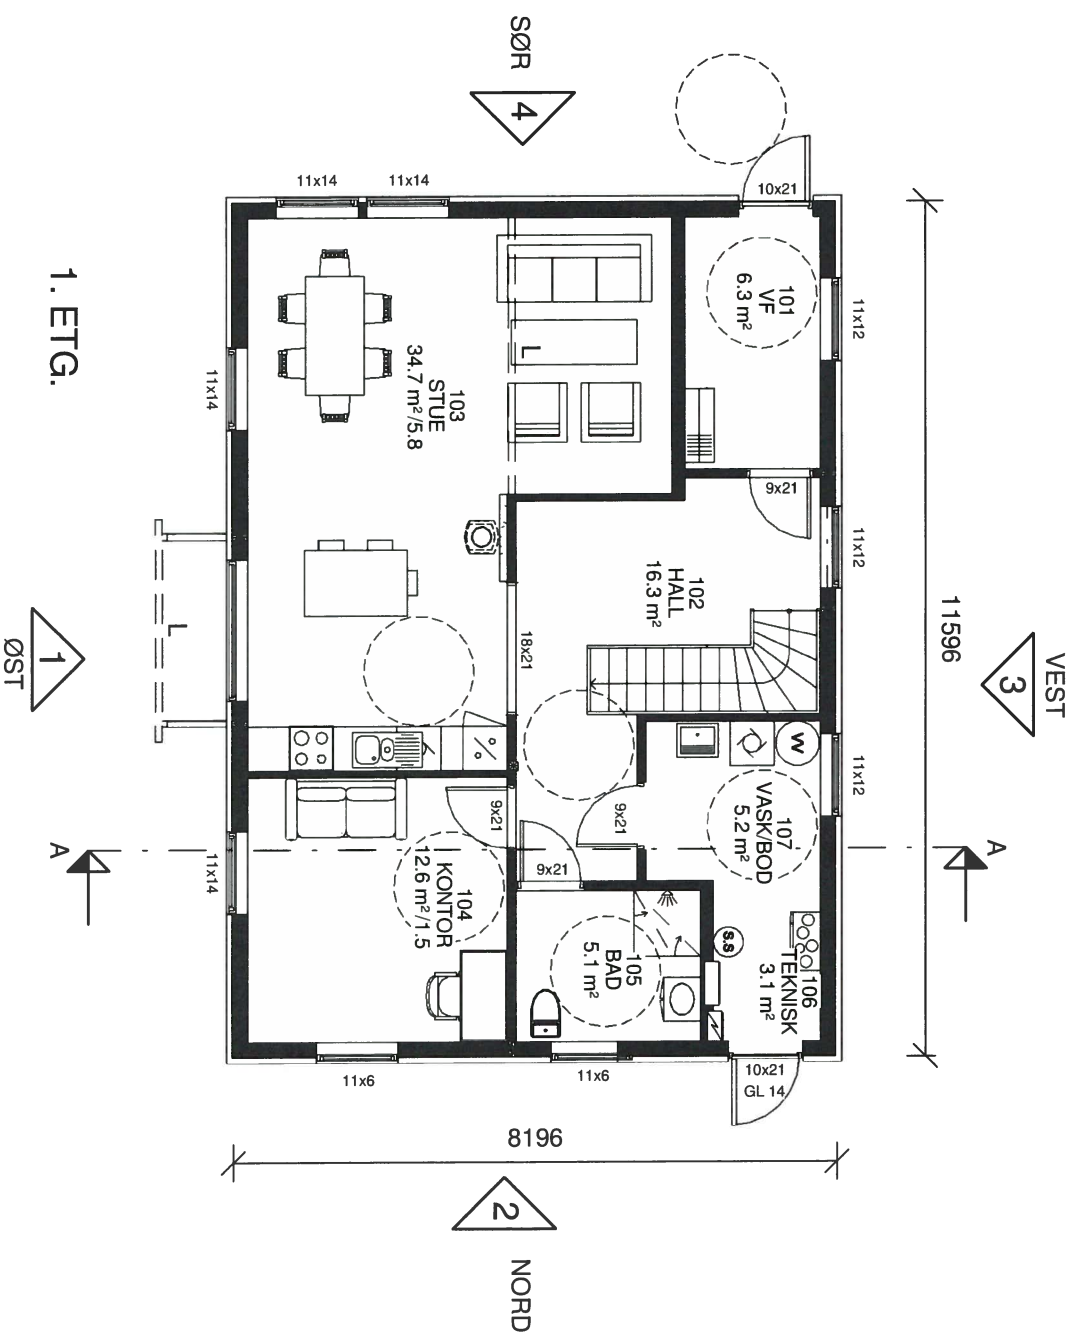 SØR
4
11x14
11x14
10x21
101
VF
6.3 m²
11x12
103
STUE
34.7 m²/5.8
L
11x14
9x21
11x12
102
HALL
16.3 m²
18x21
11596
VEST
3
1. ETG.
L
1
ØST
W
11x12
107
VASK/BOD
5.2 m²
9x21
9x21
9x21
A
A
11x14
104
KONTOR
12.6 m²/1.5
105
BAD
5.1 m²
S.S
106
TEKNISK
3.1 m²
11x6
11x6
10x21
GL 14
8196
2
NORD